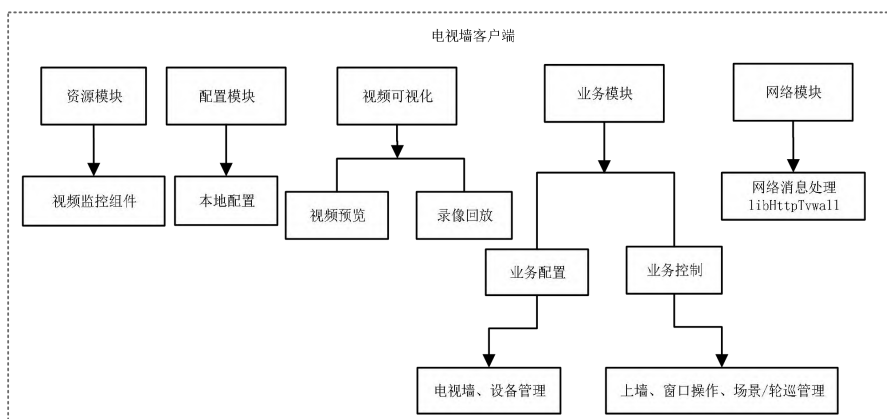 电视墙客户端
资源模块
配置模块
视频可视化
业务模块
网络模块
视频监控组件
本地配置
视频预览
录像回放
网络消息处理
libHttpTvwall
业务配置
业务控制
电视墙、设备管理
上墙、窗口操作、场景/轮巡管理